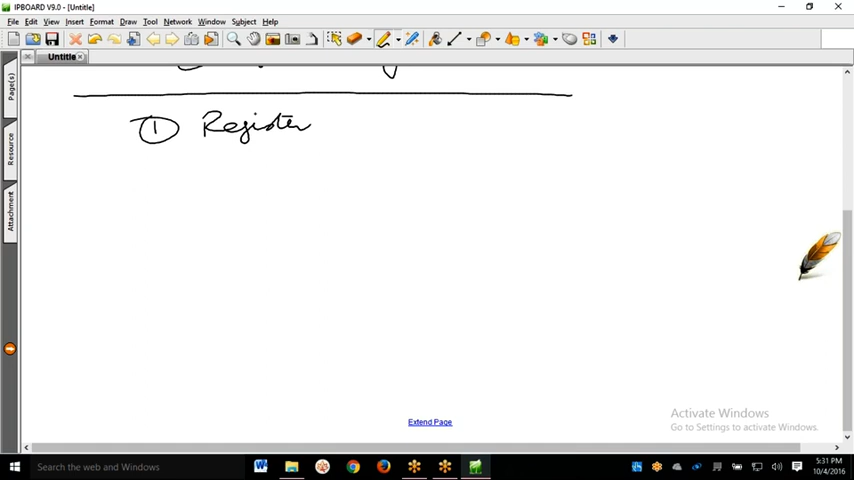 IPBOARD V9.0 - [Untitled]
File Edit View Insert Format Draw Tool Network Window Subject Help
Untitle
Page(s)
Resource
Attachment
① Register
Extend Page
Activate Windows
Go to Settings to activate Windows.
Search the web and Windows
5:31 PM
10/4/2016